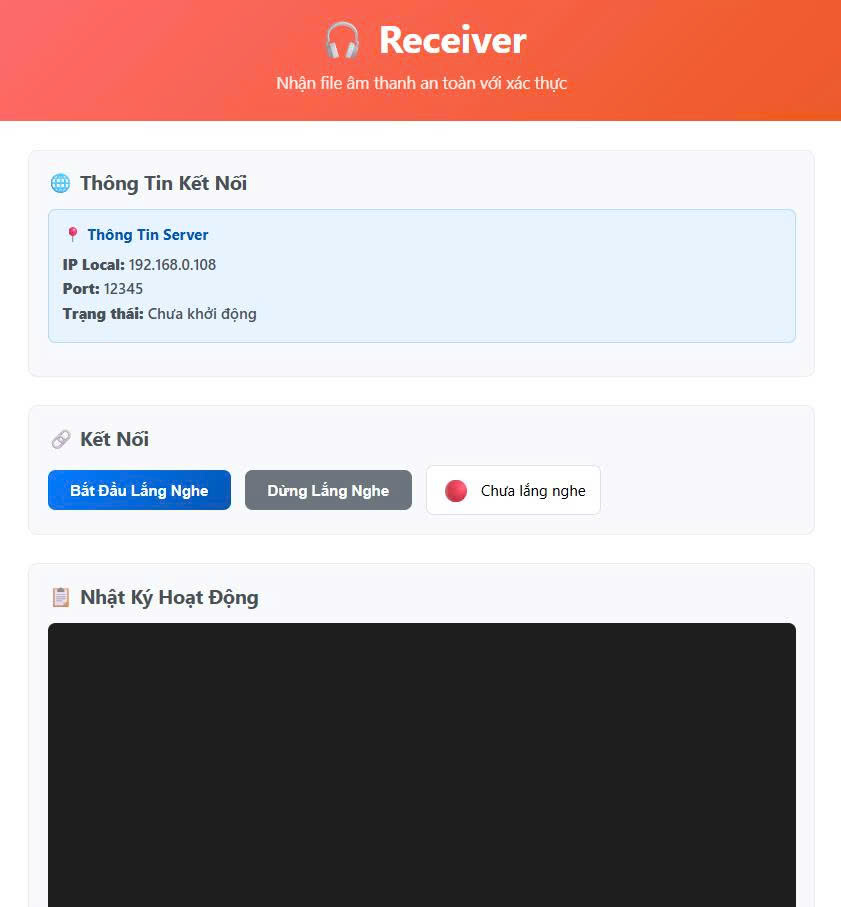 Receiver
Nhận file âm thanh an toàn với xác thực
Thông Tin Kết Nối
Thông Tin Server
IP Local: 192.168.0.108
Port: 12345
Trạng thái: Chưa khởi động
Kết Nối
Bắt Đầu Lắng Nghe
Dừng Lắng Nghe
Chưa lắng nghe
Nhật Ký Hoạt Động